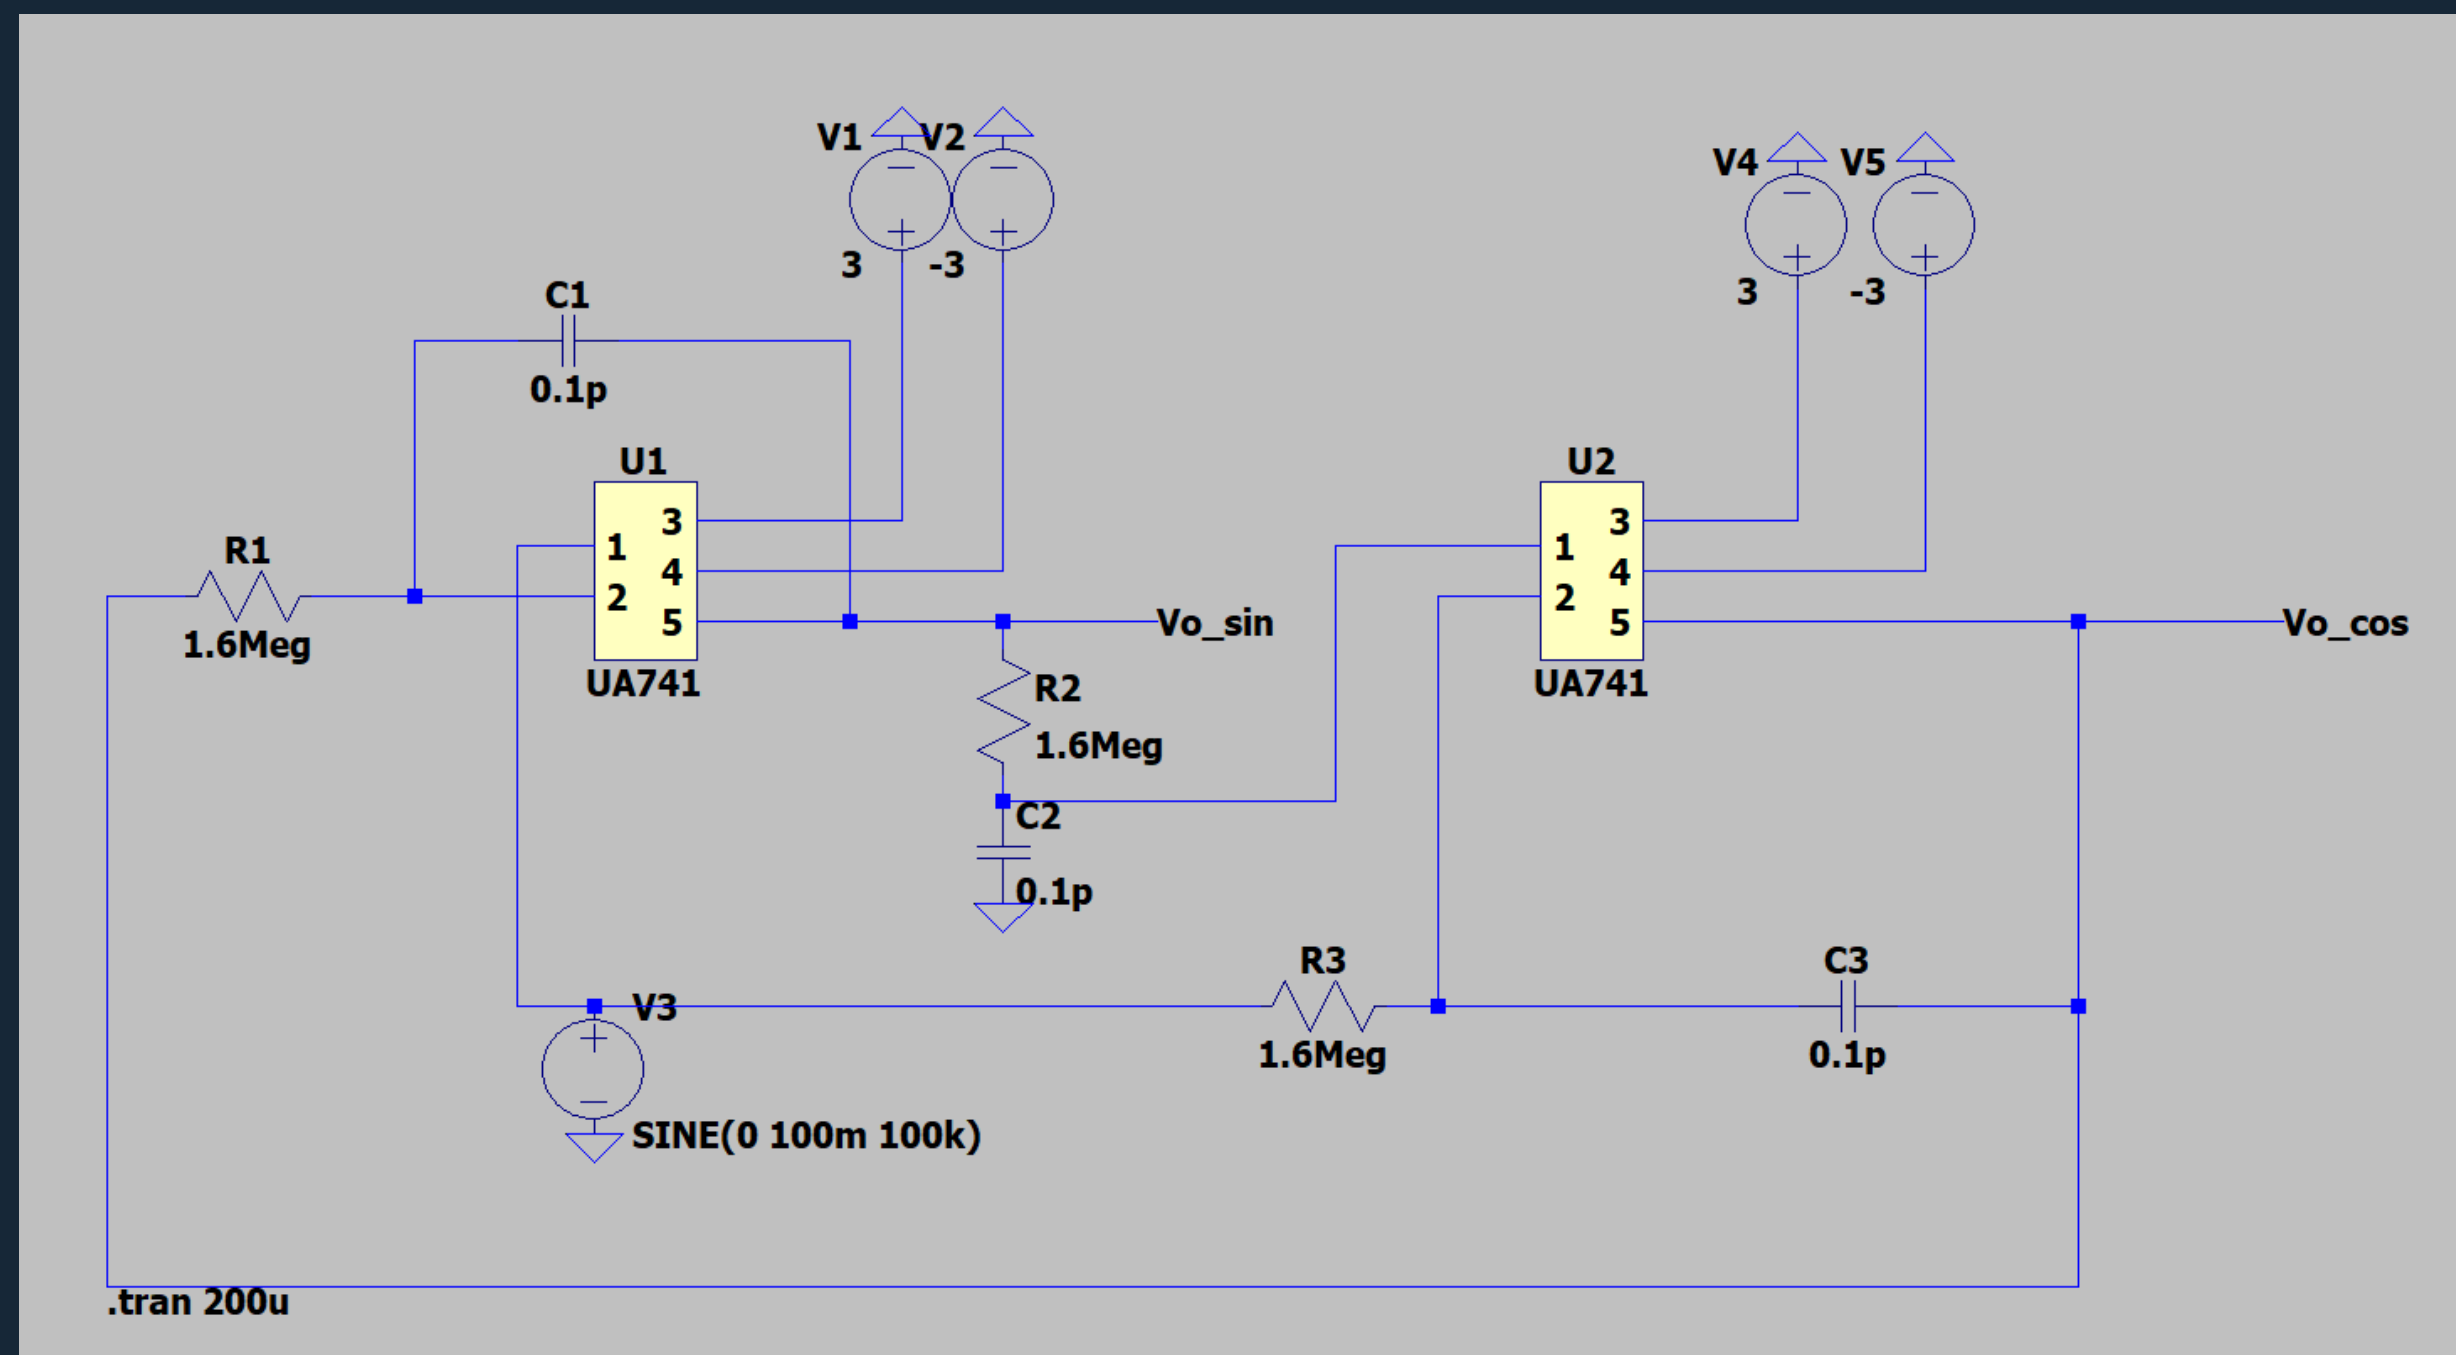 V1
V2
V4
V5
3
-3
3
-3
C1
0.1p
U1
3
1
4
2
5
UA741
R1
1.6Meg
Vo_sin
R2
1.6Meg
C2
0.1p
U2
3
1
4
2
5
UA741
Vo_cos
R3
1.6Meg
C3
0.1p
V3
SINE(0 100m 100k)
.tran 200u